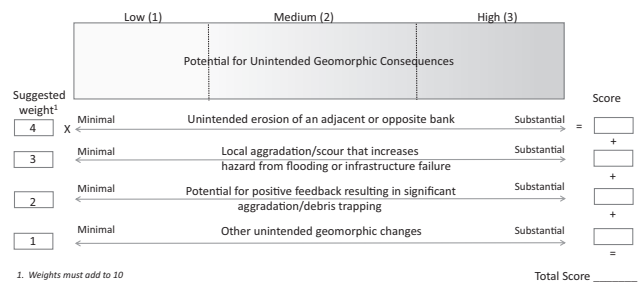 Low (1) Medium (2) High (3)
Potential for Unintended Geomorphic Consequences
Suggested
weight1
Score
4 X Minimal Unintended erosion of an adjacent or opposite bank Substantial =
+
3 Minimal Local aggradation/scour that increases Substantial
hazard from flooding or infrastructure failure
+
2 Minimal Potential for positive feedback resulting in significant Substantial
aggradation/debris trapping
+
1 Minimal Other unintended geomorphic changes Substantial
=
1. Weights must add to 10
Total Score ______